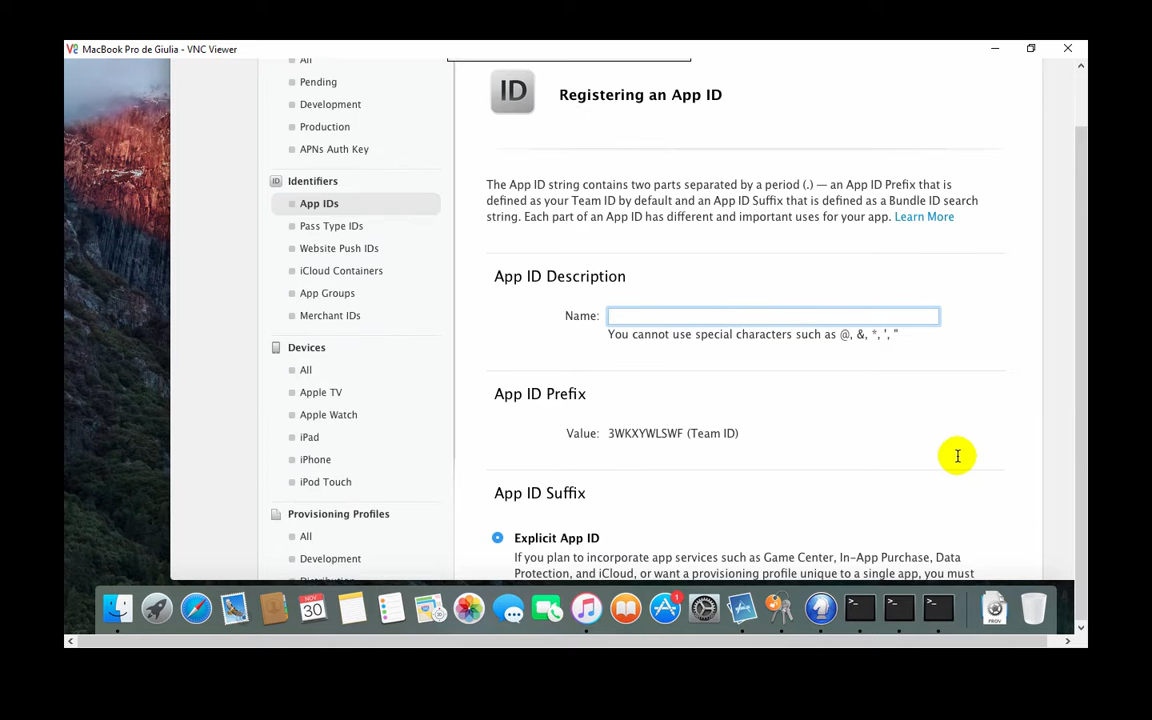 MacBook Pro de Giulia - VNC Viewer
All
Pending
Development
Production
APNs Auth Key
ID Identifiers
App IDs
Pass Type IDs
Website Push IDs
iCloud Containers
App Groups
Merchant IDs
Devices
All
Apple TV
Apple Watch
iPad
iPhone
iPod Touch
Provisioning Profiles
All
Development
Distribution
ID Registering an App ID
The App ID string contains two parts separated by a period (.) — an App ID Prefix that is
defined as your Team ID by default and an App ID Suffix that is defined as a Bundle ID search
string. Each part of an App ID has different and important uses for your app. Learn More
App ID Description
Name:
You cannot use special characters such as @, &, *, ', "
App ID Prefix
Value: 3WKXYWLSWF (Team ID)
App ID Suffix
Explicit App ID
If you plan to incorporate app services such as Game Center, In-App Purchase, Data
Protection, and iCloud, or want a provisioning profile unique to a single app, you must
NOV
30
1
PROV